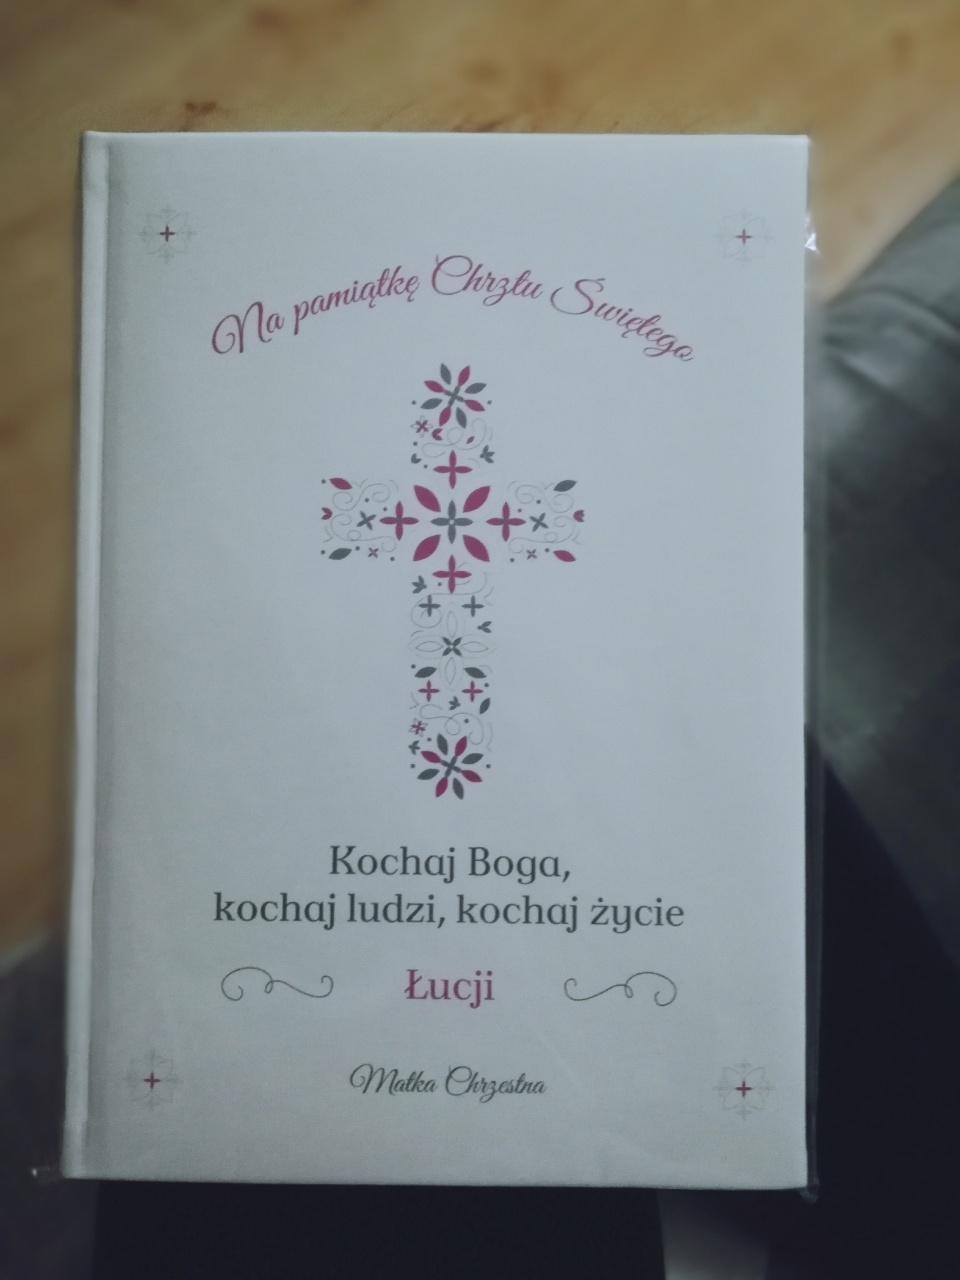 Na pamiątkę Chrztu Świętego
Kochaj Boga,
kochaj ludzi, kochaj życie
Łucji
Matka Chrzestna